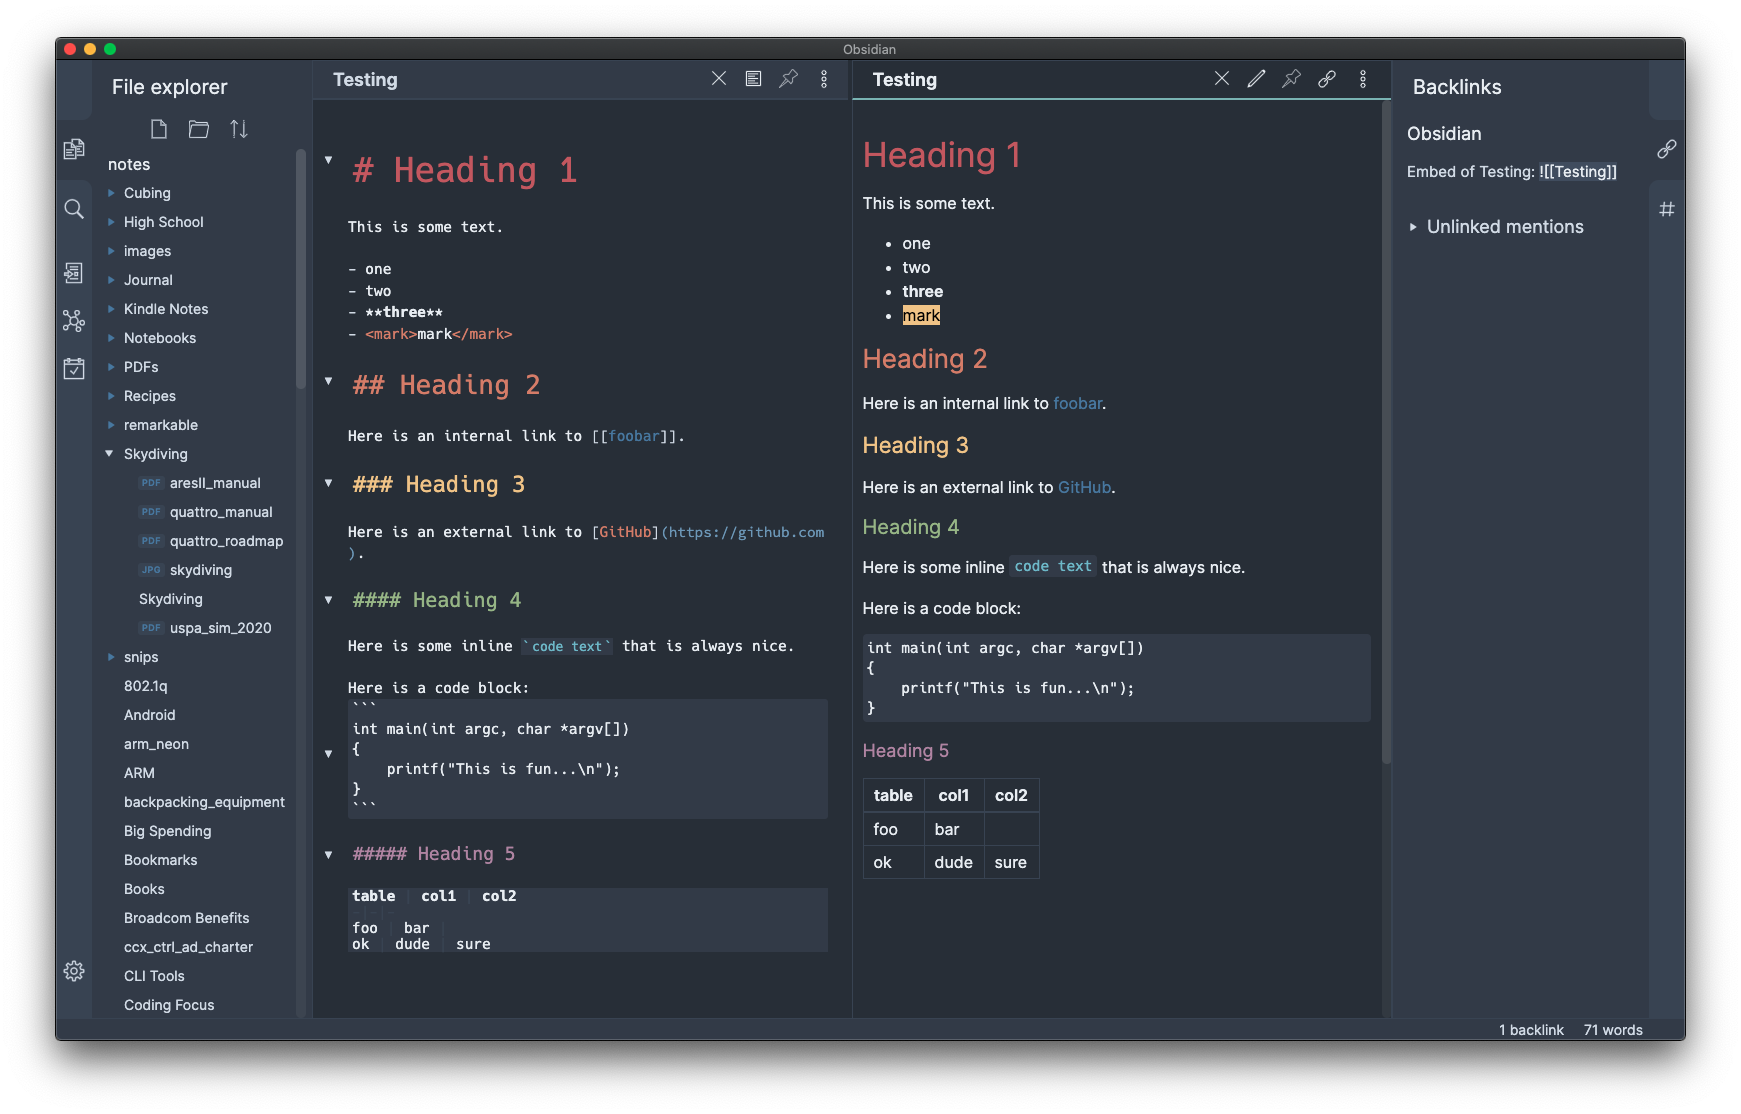 Obsidian
File explorer
notes
Cubing
High School
images
Journal
Kindle Notes
Notebooks
PDFs
Recipes
remarkable
Skydiving
PDF aresll_manual
PDF quattro_manual
PDF quattro_roadmap
JPG skydiving
Skydiving
PDF uspa_sim_2020
snips
802.1q
Android
arm_neon
ARM
backpacking_equipment
Big Spending
Bookmarks
Books
Broadcom Benefits
ccx_ctrl_ad_charter
CLI Tools
Coding Focus
Testing
# Heading 1
This is some text.
- one
- two
- **three**
- <mark>mark</mark>
## Heading 2
Here is an internal link to [[foobar]].
### Heading 3
Here is an external link to [GitHub](https://github.com
).
#### Heading 4
Here is some inline `code text` that is always nice.
Here is a code block:
```
int main(int argc, char *argv[])
{
    printf("This is fun...\n");
}
```
##### Heading 5
table | col1 | col2
-|-|-
foo | bar |
ok | dude | sure
Testing
Heading 1
This is some text.
• one
• two
• three
• mark
Heading 2
Here is an internal link to foobar.
Heading 3
Here is an external link to GitHub.
Heading 4
Here is some inline code text that is always nice.
Here is a code block:
int main(int argc, char *argv[])
{
    printf("This is fun...\n");
}
Heading 5
table col1 col2
foo bar
ok dude sure
Backlinks
Obsidian
Embed of Testing: ![[Testing]]
Unlinked mentions
1 backlink 71 words